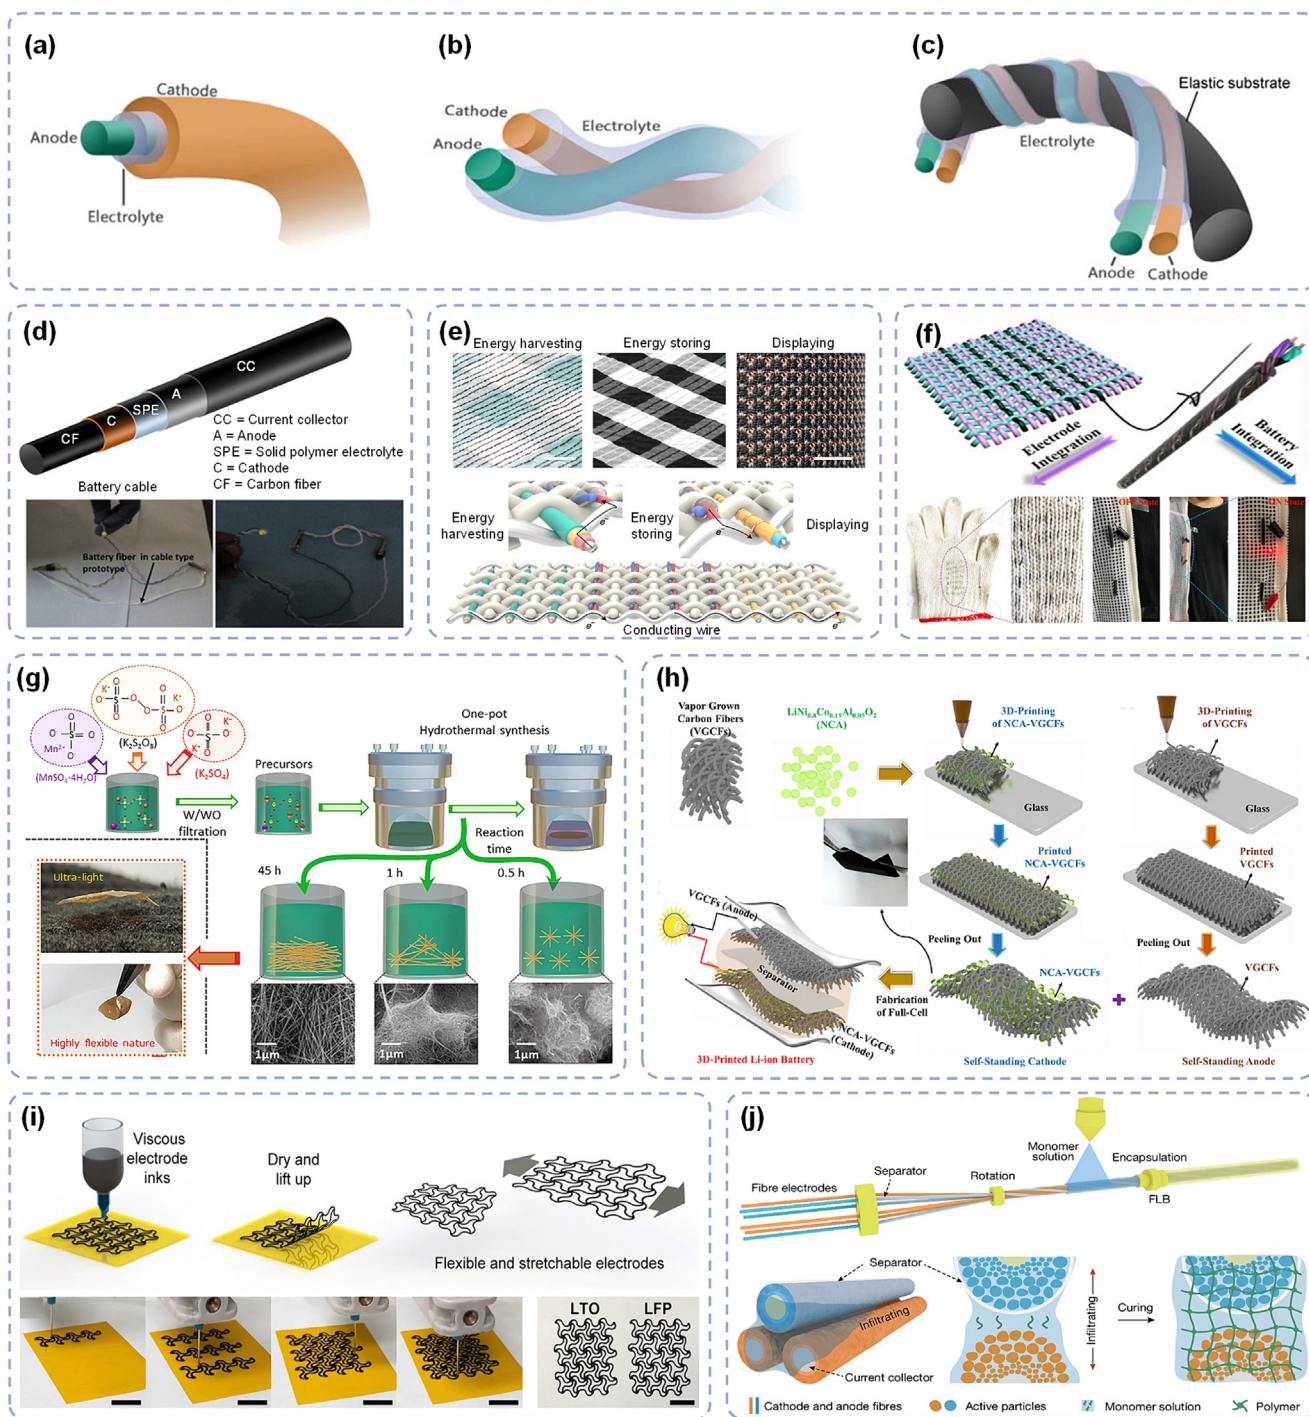 (a)
Cathode
Anode
Electrolyte
(b)
Cathode
Anode
Electrolyte
(c)
Elastic substrate
Electrolyte
Anode
Cathode
(d)
CC
A
SPE
C
CF
CC = Current collector
A = Anode
SPE = Solid polymer electrolyte
C = Cathode
CF = Carbon fiber
Battery cable
Battery fiber in cable type
prototype
(e)
Energy harvesting
Energy storing
Displaying
Energy
harvesting
e⁻
Energy
storing
e⁻
Displaying
e⁻
e⁻
Conducting wire
(f)
Electrode
Integration
Battery
Integration
OFF State
ON State
(g)
K⁺
K⁺
(K₂S₂O₈)
Mn²⁺
(MnSO₄·4H₂O)
K⁺
K⁺
(K₂SO₄)
W/WO
filtration
Precursors
One-pot
Hydrothermal synthesis
Reaction
time
45 h
1 h
0.5 h
Ultra-light
Highly flexible nature
1μm
1μm
1μm
(h)
Vapor Grown
Carbon Fibers
(VGCFs)
LiNi₀.₈Co₀.₁₅Al₀.₀₅O₂
(NCA)
3D-Printing
of NCA-VGCFs
3D-Printing
of VGCFs
Glass
Glass
Printed
NCA-VGCFs
Printed
VGCFs
Peeling Out
Peeling Out
VGCFs (Anode)
Separator
NCA-VGCFs
(Cathode)
3D-Printed Li-ion Battery
Fabrication
of Full-Cell
NCA-VGCFs
VGCFs
+
Self-Standing Cathode
Self-Standing Anode
(i)
Viscous
electrode
inks
Dry and
lift up
Flexible and stretchable electrodes
LTO
LFP
(j)
Fibre electrodes
Separator
Rotation
Monomer
solution
Encapsulation
FLB
Separator
Infiltrating
Current collector
Infiltrating
Curing
Cathode and anode fibres
Active particles
Monomer solution
Polymer